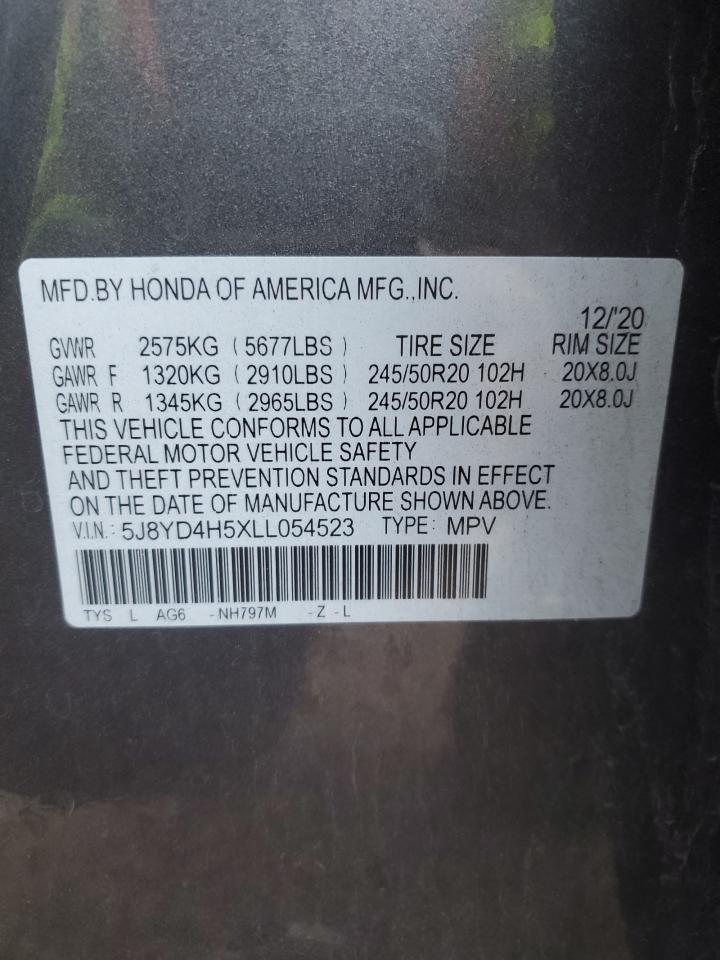 MFD.BY HONDA OF AMERICA MFG.,INC.
12/'20
GVWR 2575KG (5677LBS) TIRE SIZE RIM SIZE
GAWR F 1320KG (2910LBS) 245/50R20 102H 20X8.0J
GAWR R 1345KG (2965LBS) 245/50R20 102H 20X8.0J
THIS VEHICLE CONFORMS TO ALL APPLICABLE
FEDERAL MOTOR VEHICLE SAFETY
AND THEFT PREVENTION STANDARDS IN EFFECT
ON THE DATE OF MANUFACTURE SHOWN ABOVE.
V.I.N.: 5J8YD4H5XLL054523 TYPE: MPV
TYS L AG6 -NH797M -Z -L